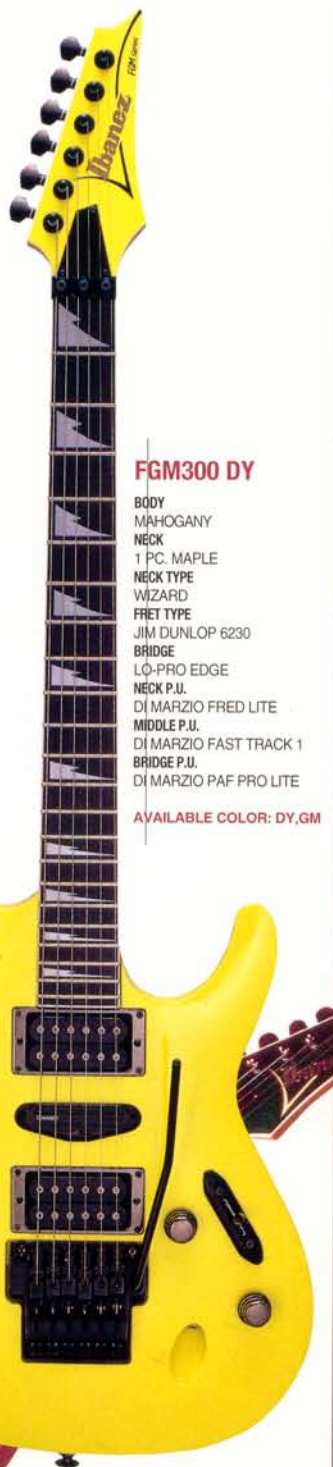 FGM Series
Ibanez
FGM300 DY
BODY
MAHOGANY
NECK
1 PC. MAPLE
NECK TYPE
WIZARD
FRET TYPE
JIM DUNLOP 6230
BRIDGE
LO-PRO EDGE
NECK P.U.
DI MARZIO FRED LITE
MIDDLE P.U.
DI MARZIO FAST TRACK 1
BRIDGE P.U.
DI MARZIO PAF PRO LITE
AVAILABLE COLOR: DY,GM
Ibanez